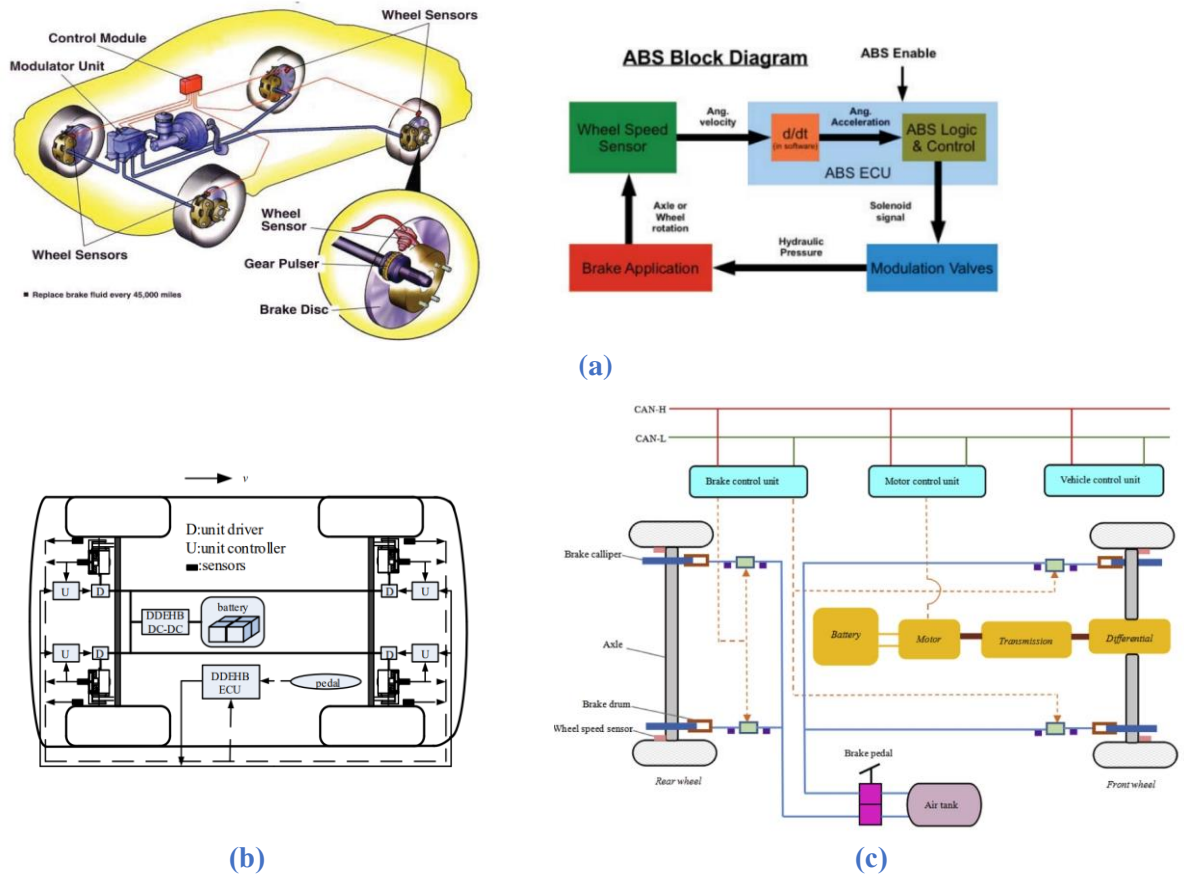 Wheel Sensors
Control Module
Modulator Unit
Wheel
Sensor
Gear Pulser
Wheel Sensors
Brake Disc
■ Replace brake fluid every 45,000 miles
ABS Block Diagram
ABS Enable
Wheel Speed
Sensor
Ang.
velocity
d/dt
(in software)
Ang.
Acceleration
ABS Logic
& Control
ABS ECU
Axle or
Wheel
rotation
Solenoid
signal
Hydraulic
Pressure
Brake Application
Modulation Valves
(a)
v
D:unit driver
U:unit controller
■:sensors
U
D
D
U
DDEHB
DC-DC
battery
U
D
D
U
DDEHB
ECU
pedal
(b)
CAN-H
CAN-L
Brake control unit
Motor control unit
Vehicle control unit
Brake calliper
Battery
Motor
Transmission
Differential
Axle
Brake drum
Wheel speed sensor
Brake pedal
Rear wheel
Air tank
Front wheel
(c)